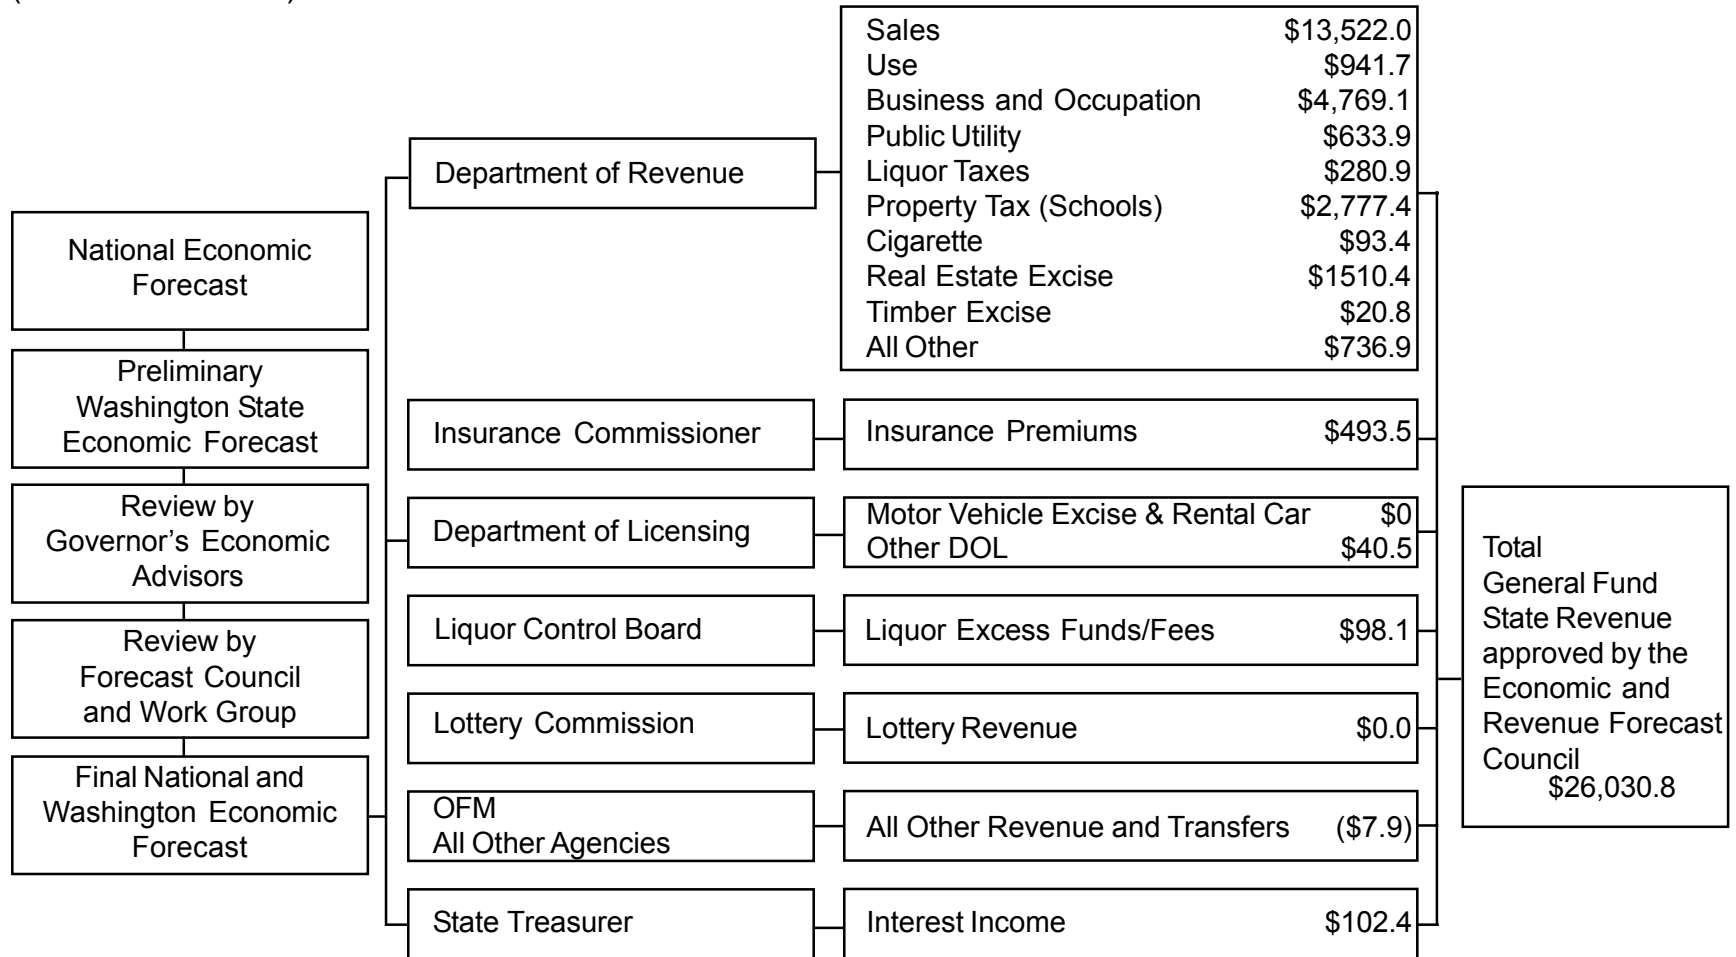 National Economic
Forecast
Preliminary
Washington State
Economic Forecast
Review by
Governor's Economic
Advisors
Review by
Forecast Council
and Work Group
Final National and
Washington Economic
Forecast
Department of Revenue
Sales $13,522.0
Use $941.7
Business and Occupation $4,769.1
Public Utility $633.9
Liquor Taxes $280.9
Property Tax (Schools) $2,777.4
Cigarette $93.4
Real Estate Excise $1510.4
Timber Excise $20.8
All Other $736.9
Insurance Commissioner
Insurance Premiums $493.5
Department of Licensing
Motor Vehicle Excise & Rental Car $0
Other DOL $40.5
Liquor Control Board
Liquor Excess Funds/Fees $98.1
Lottery Commission
Lottery Revenue $0.0
OFM
All Other Agencies
All Other Revenue and Transfers ($7.9)
State Treasurer
Interest Income $102.4
Total
General Fund
State Revenue
approved by the
Economic and
Revenue Forecast
Council
$26,030.8